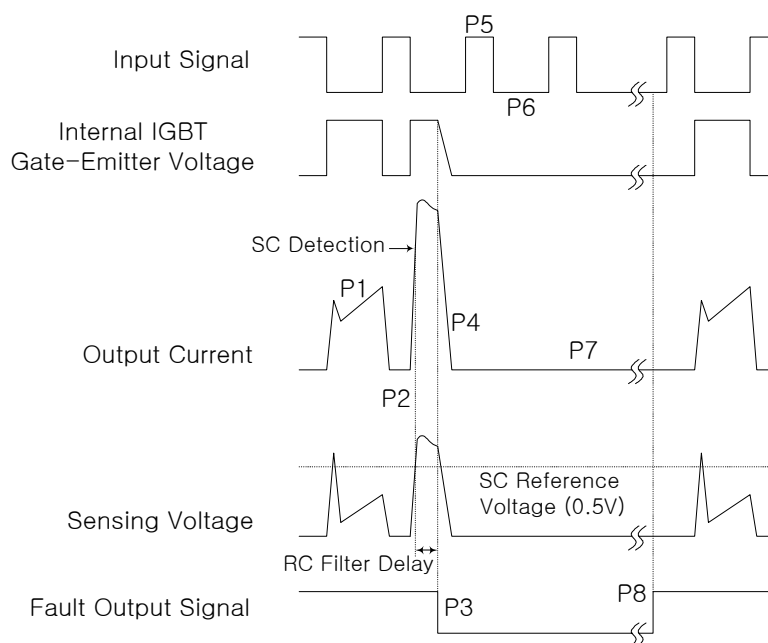 P5
Input Signal
P6
Internal IGBT
Gate-Emitter Voltage
SC Detection
P1
P4
Output Current
P7
P2
SC Reference
Voltage (0.5V)
Sensing Voltage
RC Filter Delay
Fault Output Signal
P3
P8